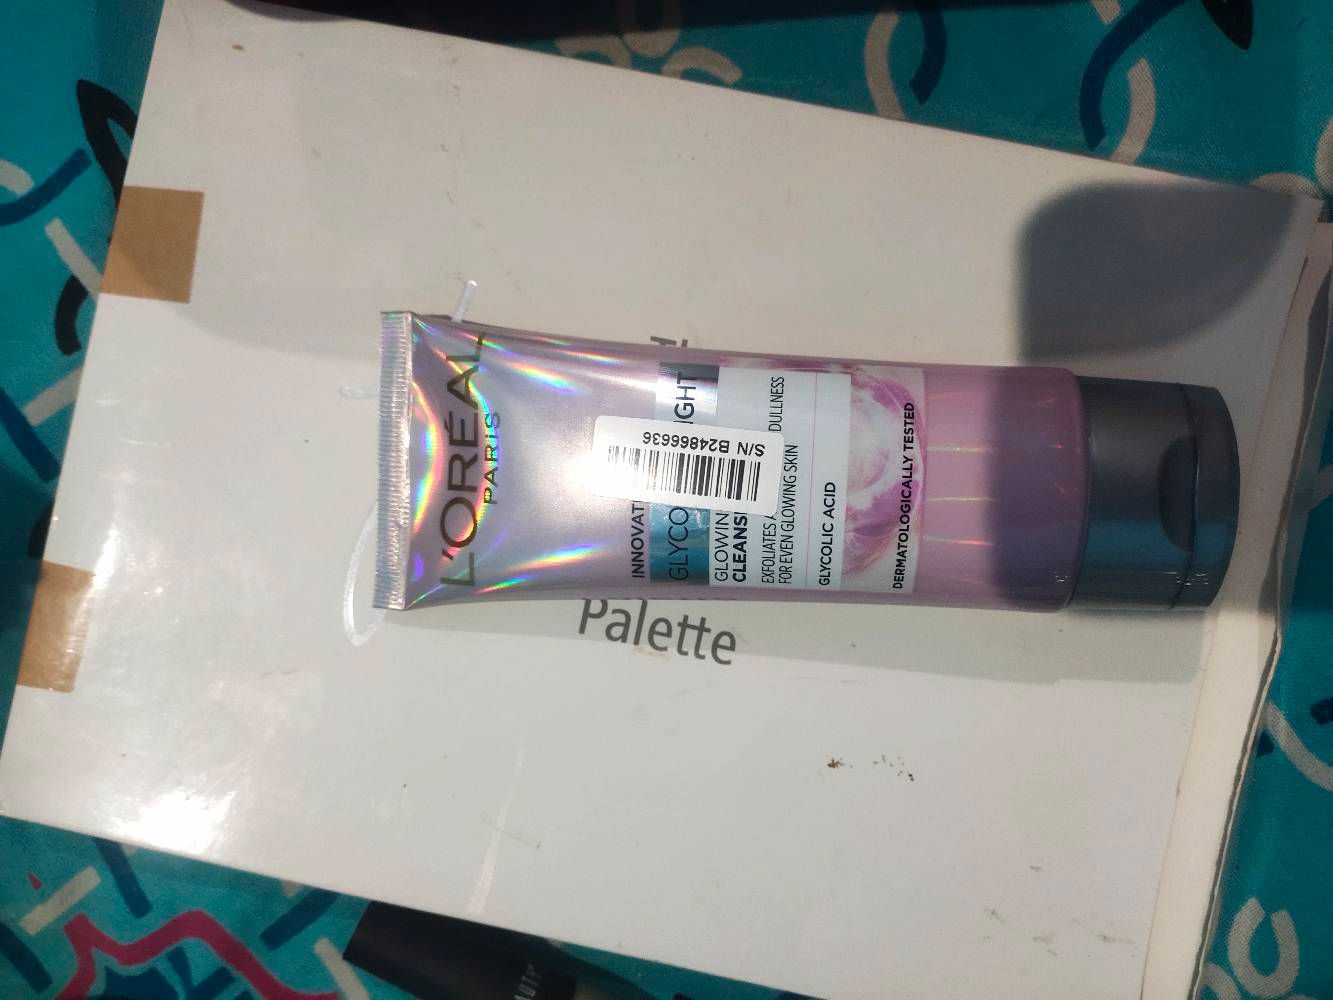 L'ORÉAL
PARIS
INNOVAT
GLYCO IGHT
GLOWIN
CLEANS
EXFOLIATES A DULLNESS
FOR EVEN GLOWING SKIN
GLYCOLIC ACID
DERMATOLOGICALLY TESTED
S/N B24866636
Palette